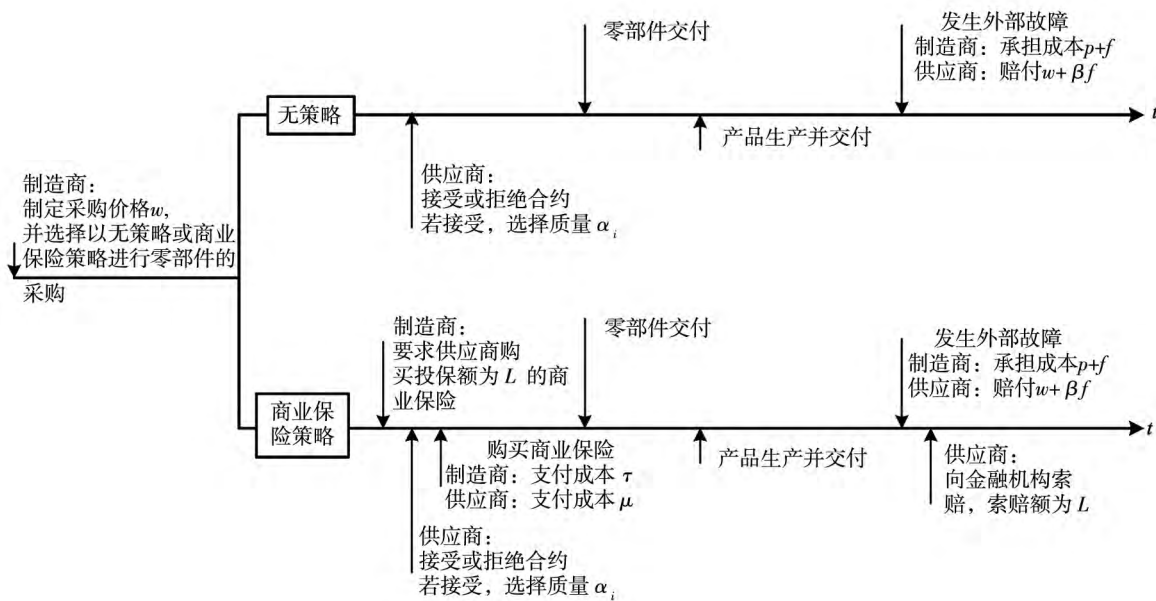 制造商：
制定采购价格w，
并选择以无策略或商业
保险策略进行零部件的
采购
无策略
零部件交付
发生外部故障
制造商：承担成本p+f
供应商：赔付w+βf
t
供应商：
接受或拒绝合约
若接受，选择质量 α_i
产品生产并交付
商业保
险策略
制造商：
要求供应商购
买投保额为 L 的商
业保险
零部件交付
发生外部故障
制造商：承担成本p+f
供应商：赔付w+βf
t
购买商业保险
制造商：支付成本 τ
供应商：支付成本 μ
产品生产并交付
供应商：
向金融机构索
赔，索赔额为 L
供应商：
接受或拒绝合约
若接受，选择质量 α_i